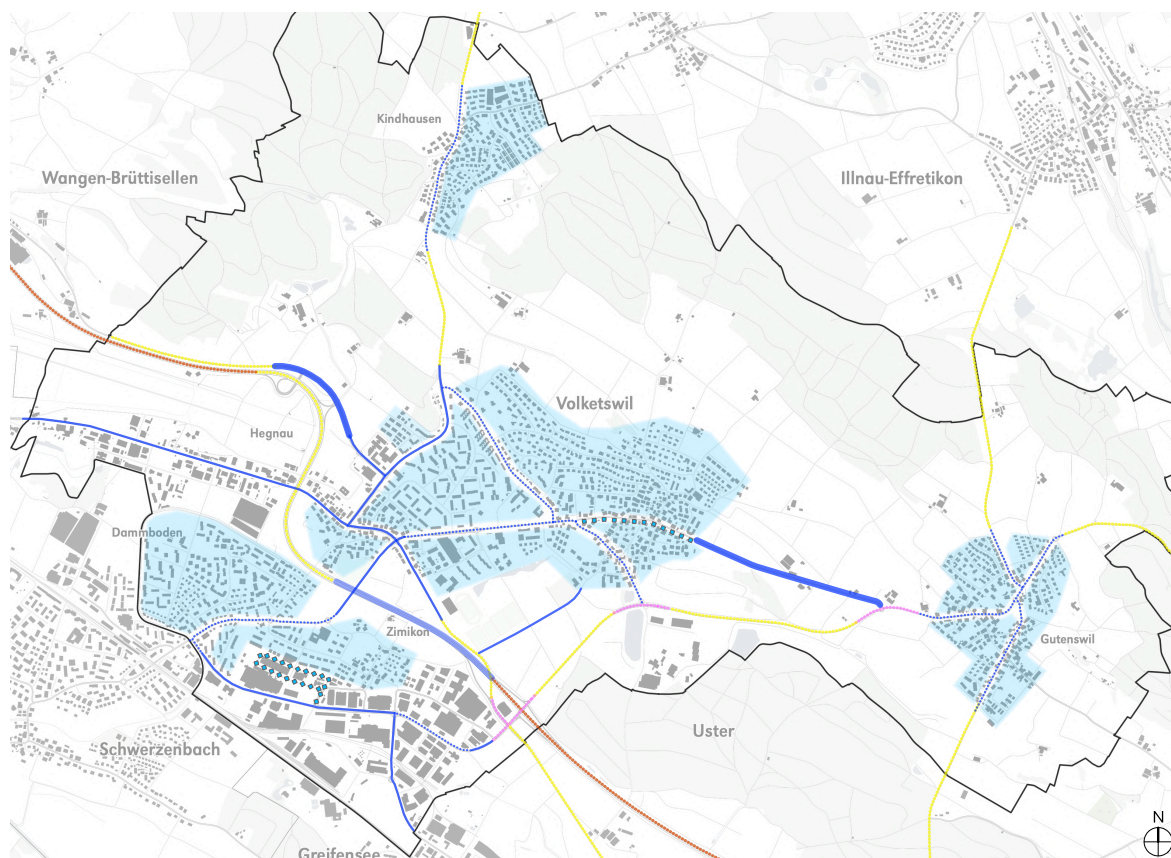 Kindhausen
Wangen-Brüttisellen
Illnau-Effretikon
Volketswil
Hegnau
Dammboden
Zimikon
Gutenswil
Uster
Schwerzenbach
Greifensee
N